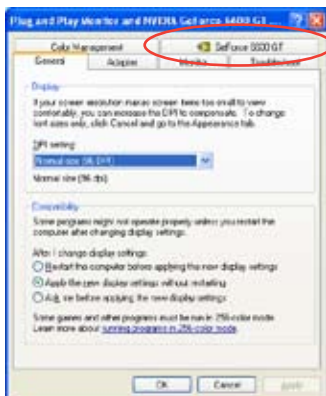 Plug and Play Monitor and NVIDIA GeForce 6600 GT ...
Color Management
GeForce 6600 GT
General
Adapter
Monitor
Troubleshoot
Display
If your screen resolution makes screen items too small to view
comfortably, you can increase the DPI to compensate. To change
font sizes only, click Cancel and go to the Appearance tab.
DPI setting:
Normal size (96 DPI)
Normal size (96 dpi)
Compatibility
Some programs might not operate properly unless you restart the
computer after changing display settings.
After I change display settings:
Restart the computer before applying the new display settings
Apply the new display settings without restarting
Ask me before applying the new display settings
Some games and other programs must be run in 256-color mode.
Learn more about running programs in 256-color mode.
OK
Cancel
Apply